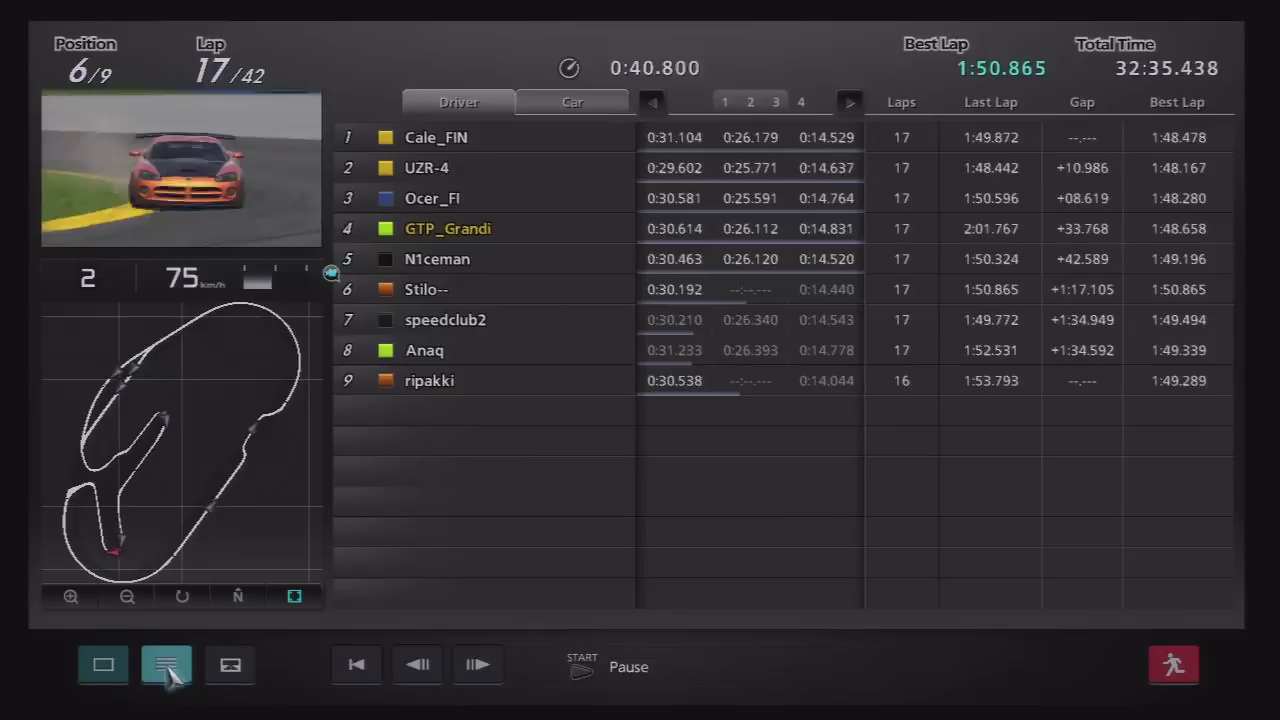 Position Lap Best Lap Total Time
6/9 17/42 0:40.800 1:50.865 32:35.438
Driver Car 1 2 3 4 Laps Last Lap Gap Best Lap
1 Cale_FIN 0:31.104 0:26.179 0:14.529 17 1:49.872 --.--- 1:48.478
2 UZR-4 0:29.602 0:25.771 0:14.637 17 1:48.442 +10.986 1:48.167
3 Ocer_FI 0:30.581 0:25.591 0:14.764 17 1:50.596 +08.619 1:48.280
4 GTP_Grandi 0:30.614 0:26.112 0:14.831 17 2:01.767 +33.768 1:48.658
5 N1ceman 0:30.463 0:26.120 0:14.520 17 1:50.324 +42.589 1:49.196
6 Stilo-- 0:30.192 --:--.--- 0:14.440 17 1:50.865 +1:17.105 1:50.865
7 speedclub2 0:30.210 0:26.340 0:14.543 17 1:49.772 +1:34.949 1:49.494
8 Anaq 0:31.233 0:26.393 0:14.778 17 1:52.531 +1:34.592 1:49.339
9 ripakki 0:30.538 --:--.--- 0:14.044 16 1:53.793 --.--- 1:49.289
2 75km/h
N
START
Pause